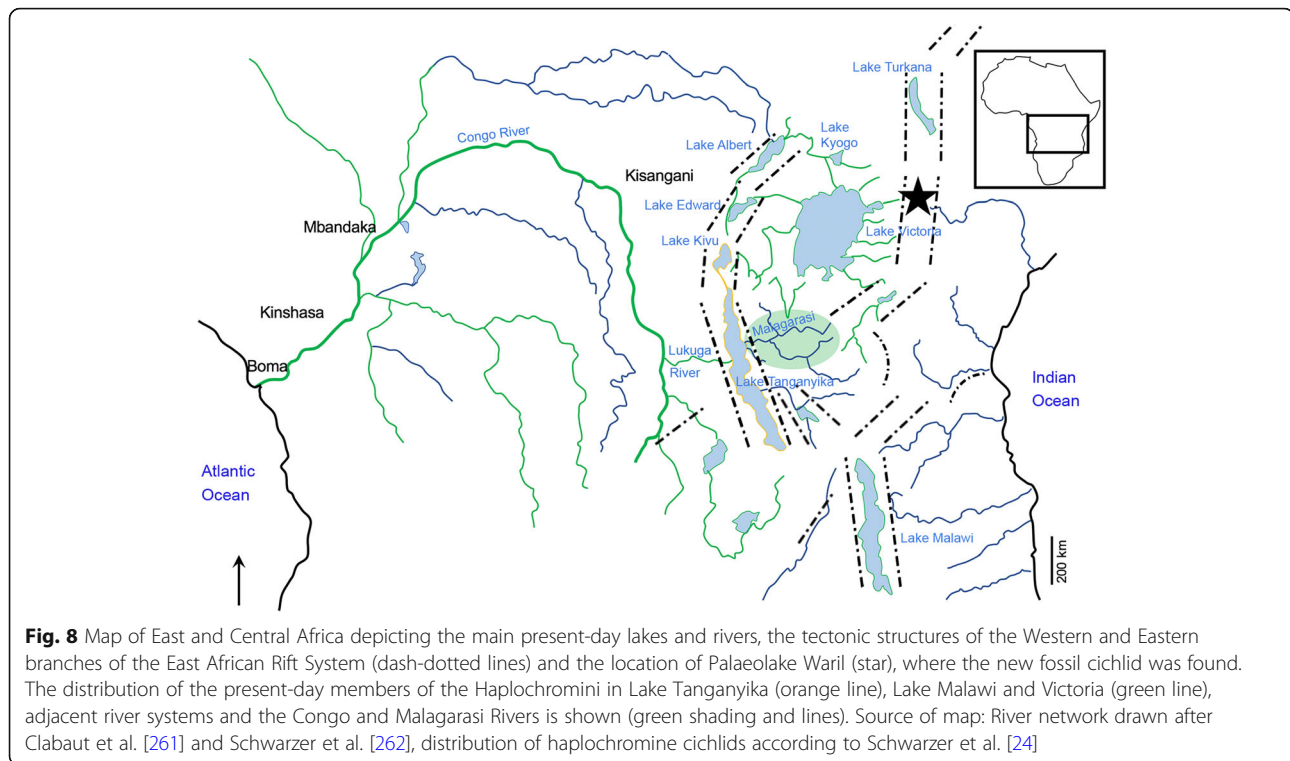 Lake Turkana
Congo River
Lake Albert
Lake
Kyogo
Kisangani
Lake Edward
Mbandaka
Lake Victoria
Lake Kivu
Kinshasa
Malagarasi
Boma
Lukuga
River
Lake Tanganyika
Indian
Ocean
Atlantic
Ocean
Lake Malawi
200 km
Fig. 8 Map of East and Central Africa depicting the main present-day lakes and rivers, the tectonic structures of the Western and Eastern
branches of the East African Rift System (dash-dotted lines) and the location of Palaeolake Waril (star), where the new fossil cichlid was found.
The distribution of the present-day members of the Haplochromini in Lake Tanganyika (orange line), Lake Malawi and Victoria (green line),
adjacent river systems and the Congo and Malagarasi Rivers is shown (green shading and lines). Source of map: River network drawn after
Clabaut et al. [261] and Schwarzer et al. [262], distribution of haplochromine cichlids according to Schwarzer et al. [24]